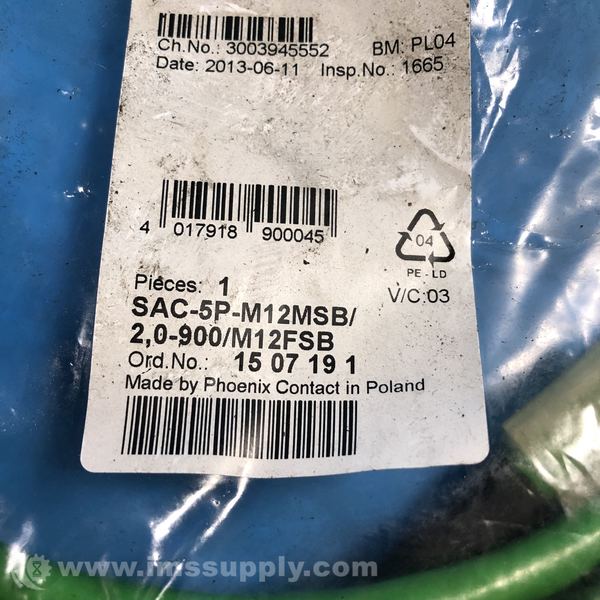 Ch.No.: 3003945552 BM: PL04
Date: 2013-06-11 Insp.No.: 1665
4 017918 900045
04
PE - LD
Pieces: 1 V/C:03
SAC-5P-M12MSB/
2,0-900/M12FSB
Ord.No.: 15 07 19 1
Made by Phoenix Contact in Poland
www.imssupply.com